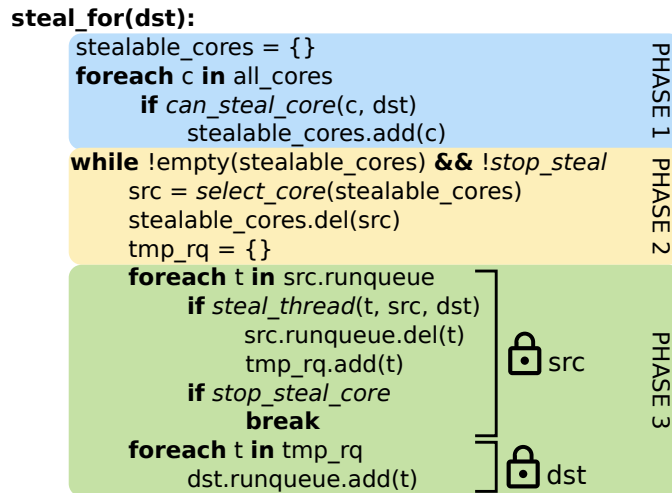 steal_for(dst):
stealable_cores = {}
foreach c in all_cores
if can_steal_core(c, dst)
stealable_cores.add(c)
PHASE 1
while !empty(stealable_cores) && !stop_steal
src = select_core(stealable_cores)
stealable_cores.del(src)
tmp_rq = {}
PHASE 2
foreach t in src.runqueue
if steal_thread(t, src, dst)
src.runqueue.del(t)
tmp_rq.add(t)
if stop_steal_core
break
src
foreach t in tmp_rq
dst.runqueue.add(t)
dst
PHASE 3